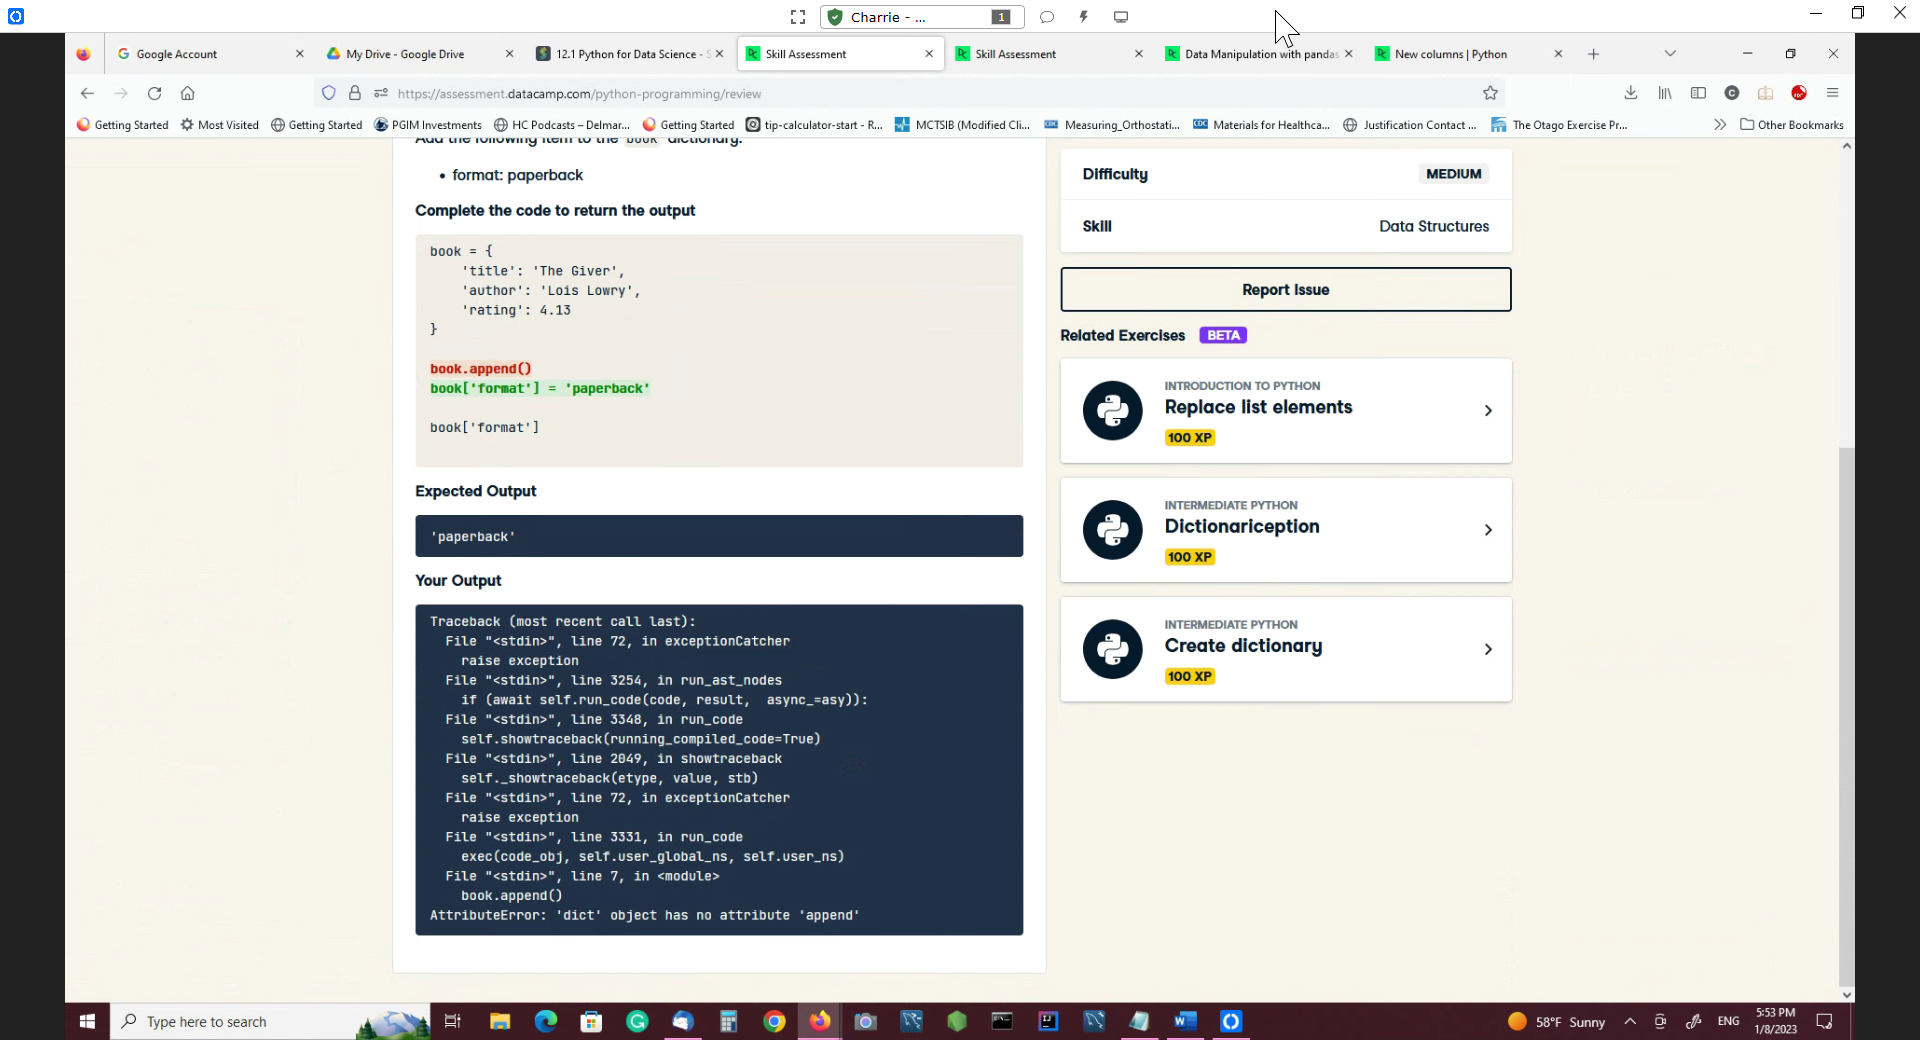 Charrie - ...
1
Google Account
My Drive - Google Drive
12.1 Python for Data Science - S
Skill Assessment
Skill Assessment
Data Manipulation with pandas
New columns | Python
https://assessment.datacamp.com/python-programming/review
Getting Started
Most Visited
Getting Started
PGIM Investments
HC Podcasts – Delmar...
Getting Started
tip-calculator-start - R...
MCTSIB (Modified Cli...
Measuring_Orthostati...
Materials for Healthca...
Justification Contact ...
The Otago Exercise Pr...
Other Bookmarks
Add the following item to the book dictionary.
• format: paperback
Complete the code to return the output
book = {
'title': 'The Giver',
'author': 'Lois Lowry',
'rating': 4.13
}
book.append()
book['format'] = 'paperback'
book['format']
Expected Output
'paperback'
Your Output
Traceback (most recent call last):
File "<stdin>", line 72, in exceptionCatcher
raise exception
File "<stdin>", line 3254, in run_ast_nodes
if (await self.run_code(code, result,  async_=asy)):
File "<stdin>", line 3348, in run_code
self.showtraceback(running_compiled_code=True)
File "<stdin>", line 2049, in showtraceback
self._showtraceback(etype, value, stb)
File "<stdin>", line 72, in exceptionCatcher
raise exception
File "<stdin>", line 3331, in run_code
exec(code_obj, self.user_global_ns, self.user_ns)
File "<stdin>", line 7, in <module>
book.append()
AttributeError: 'dict' object has no attribute 'append'
Difficulty
MEDIUM
Skill
Data Structures
Report Issue
Related Exercises
BETA
INTRODUCTION TO PYTHON
Replace list elements
100 XP
INTERMEDIATE PYTHON
Dictionariception
100 XP
INTERMEDIATE PYTHON
Create dictionary
100 XP
Type here to search
58°F Sunny
ENG
5:53 PM
1/8/2023